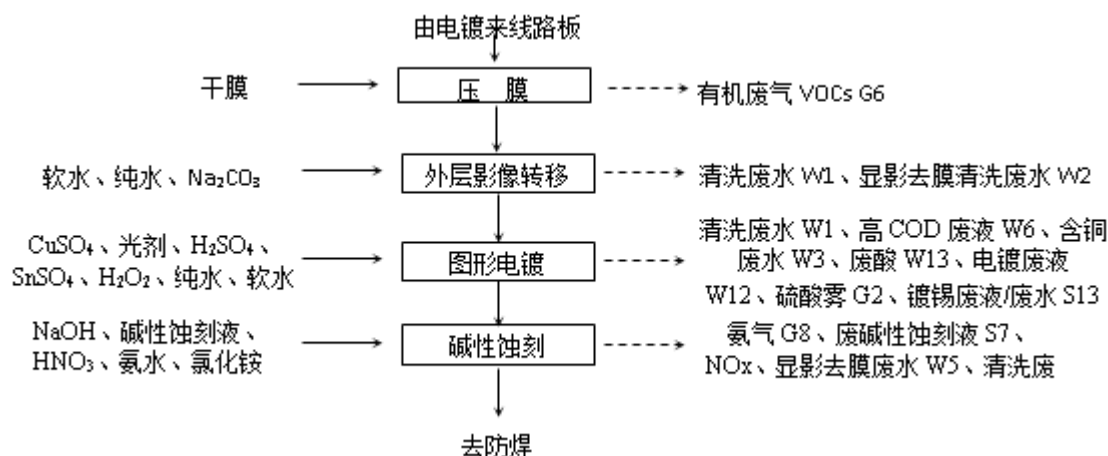 由电镀来线路板
干膜
压 膜
有机废气 VOCs G6
软水、纯水、Na₂CO₃
外层影像转移
清洗废水 W1、显影去膜清洗废水 W2
CuSO₄、光剂、H₂SO₄、
SnSO₄、H₂O₂、纯水、软水
图形电镀
清洗废水 W1、高 COD 废液 W6、含铜
废水 W3、废酸 W13、电镀废液
W12、硫酸雾 G2、镀锡废液/废水 S13
NaOH、碱性蚀刻液、
HNO₃、氨水、氯化铵
碱性蚀刻
氨气 G8、废碱性蚀刻液 S7、
NOx、显影去膜废水 W5、清洗废
去防焊